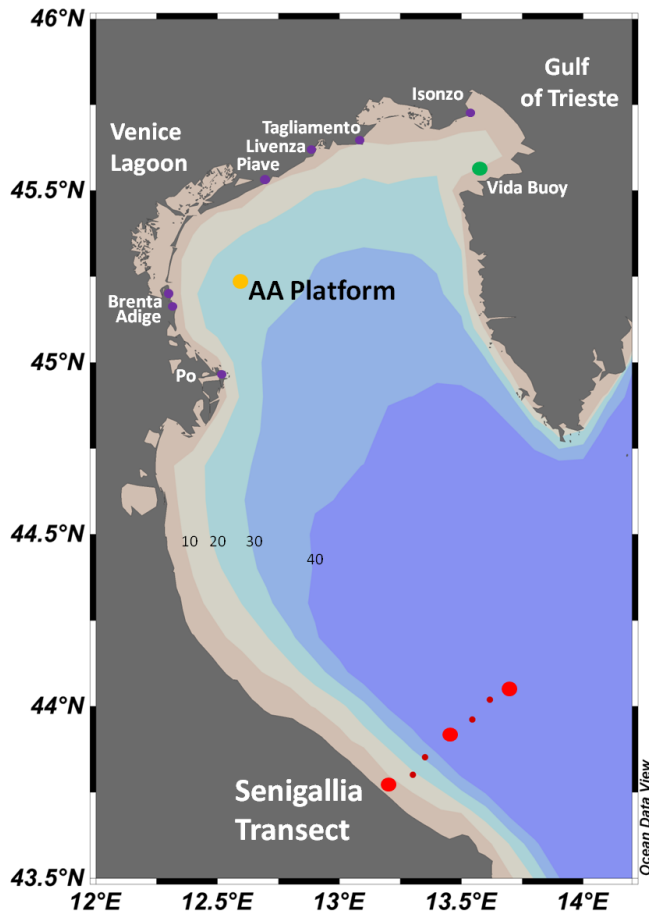 46°N
Gulf
of Trieste
Isonzo
Venice
Lagoon
Tagliamento
Livenza
Piave
45.5°N
Vida Buoy
AA Platform
Brenta
Adige
45°N
Po
44.5°N
10
20
30
40
44°N
Senigallia
Transect
Ocean Data View
43.5°N
12°E
12.5°E
13°E
13.5°E
14°E